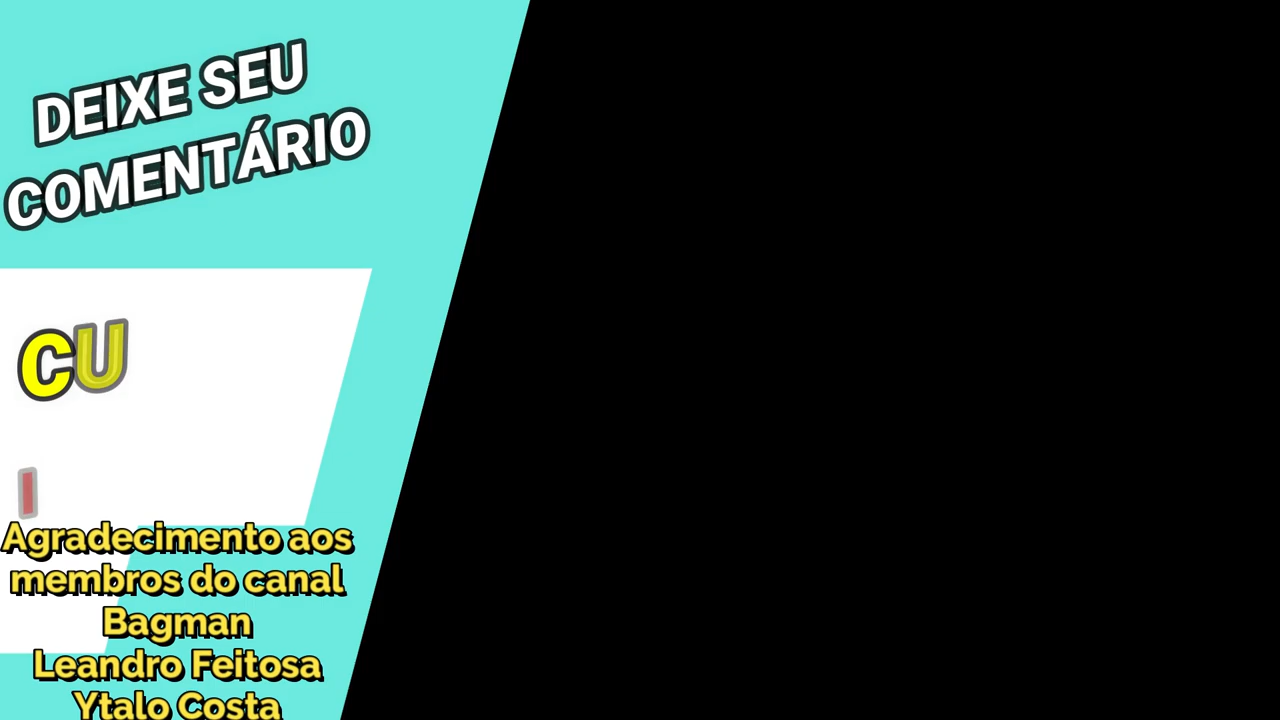 DEIXE SEU
COMENTÁRIO
CU
I
Agradecimento aos
membros do canal
Bagman
Leandro Feitosa
Ytalo Costa